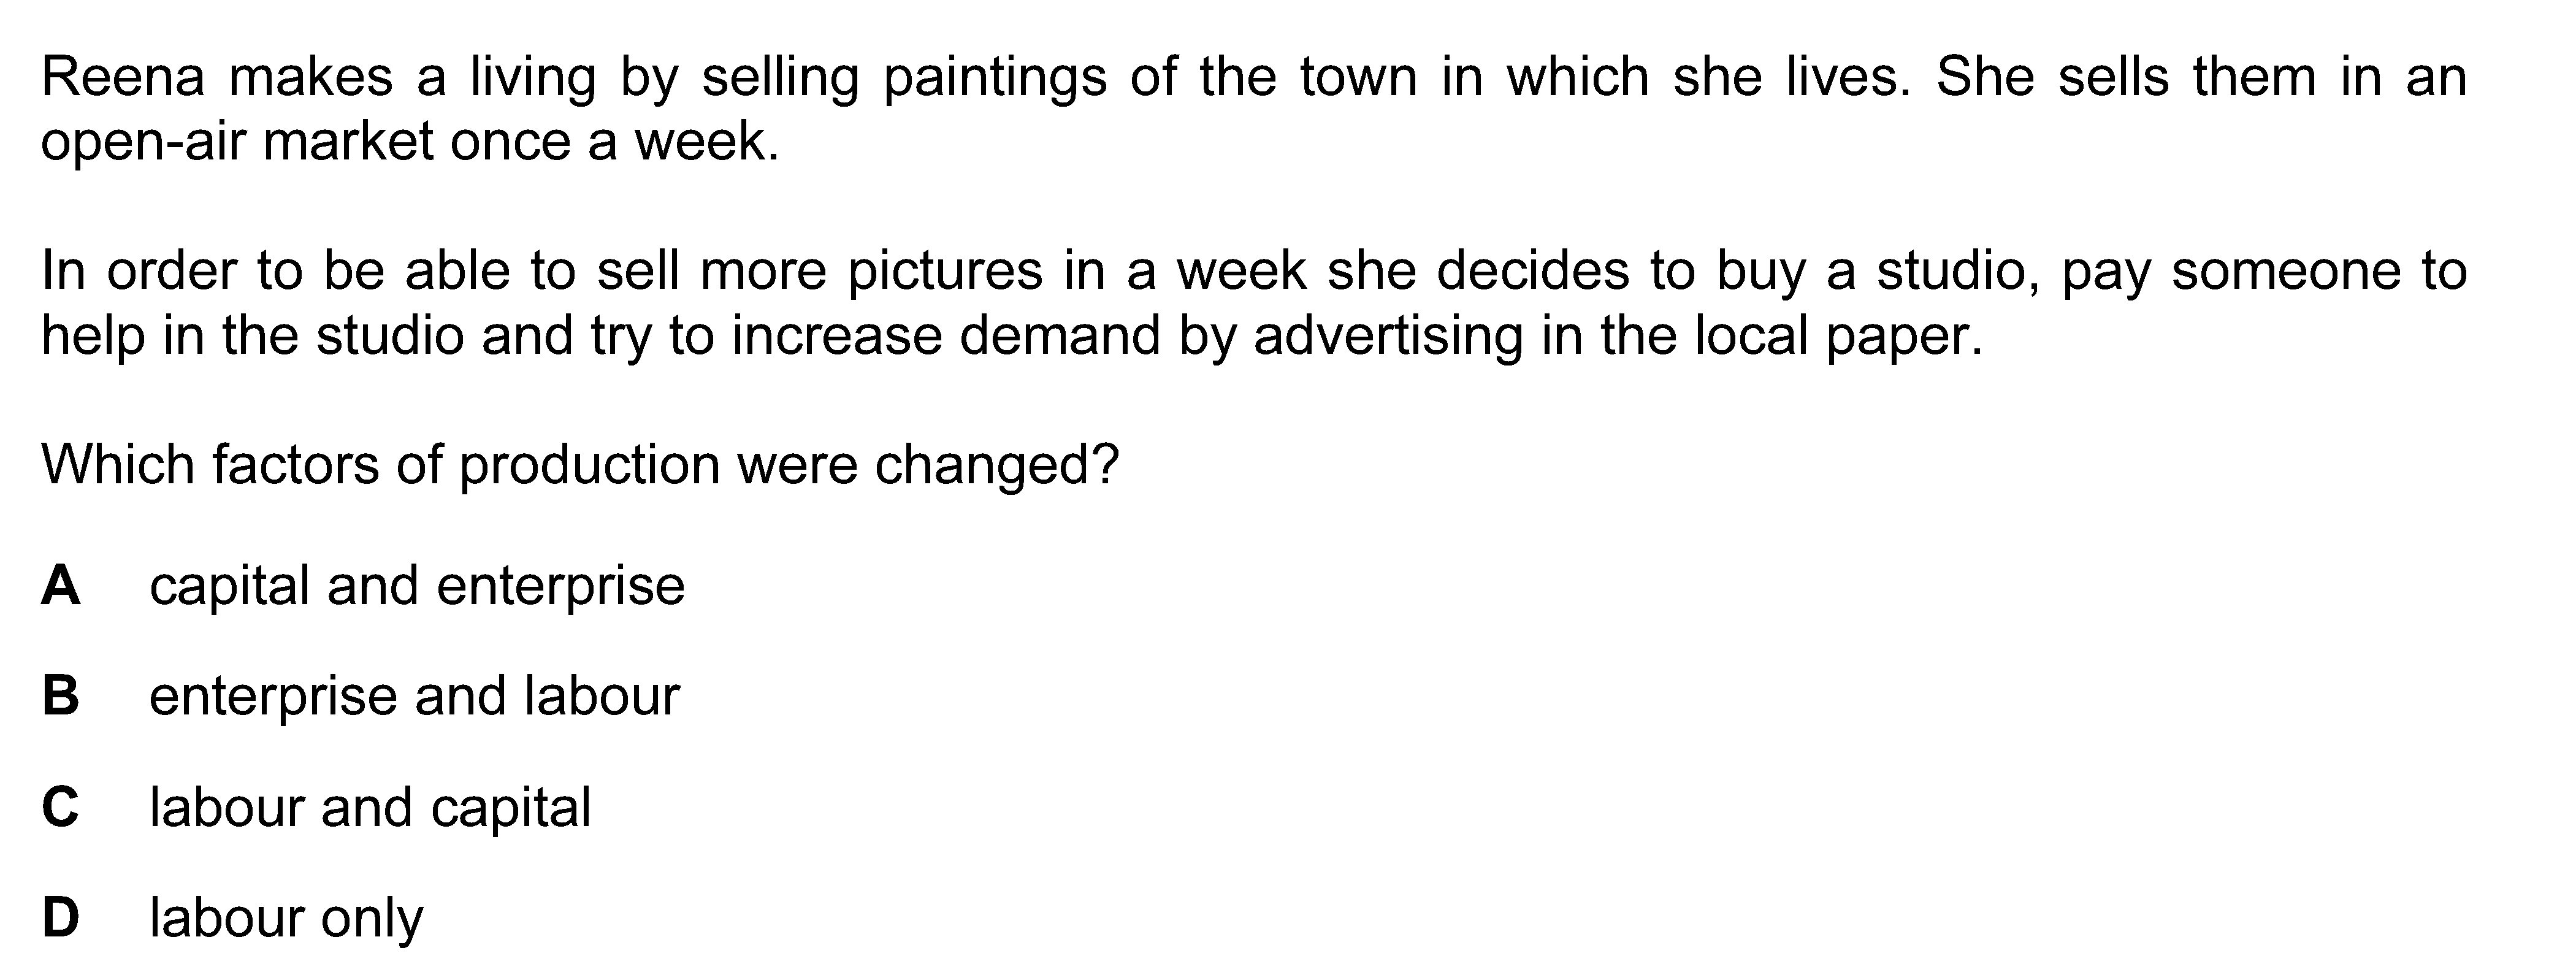 Reena makes a living by selling paintings of the town in which she lives. She sells them in an
open-air market once a week.
In order to be able to sell more pictures in a week she decides to buy a studio, pay someone to
help in the studio and try to increase demand by advertising in the local paper.
Which factors of production were changed?
A capital and enterprise
B enterprise and labour
C labour and capital
D labour only